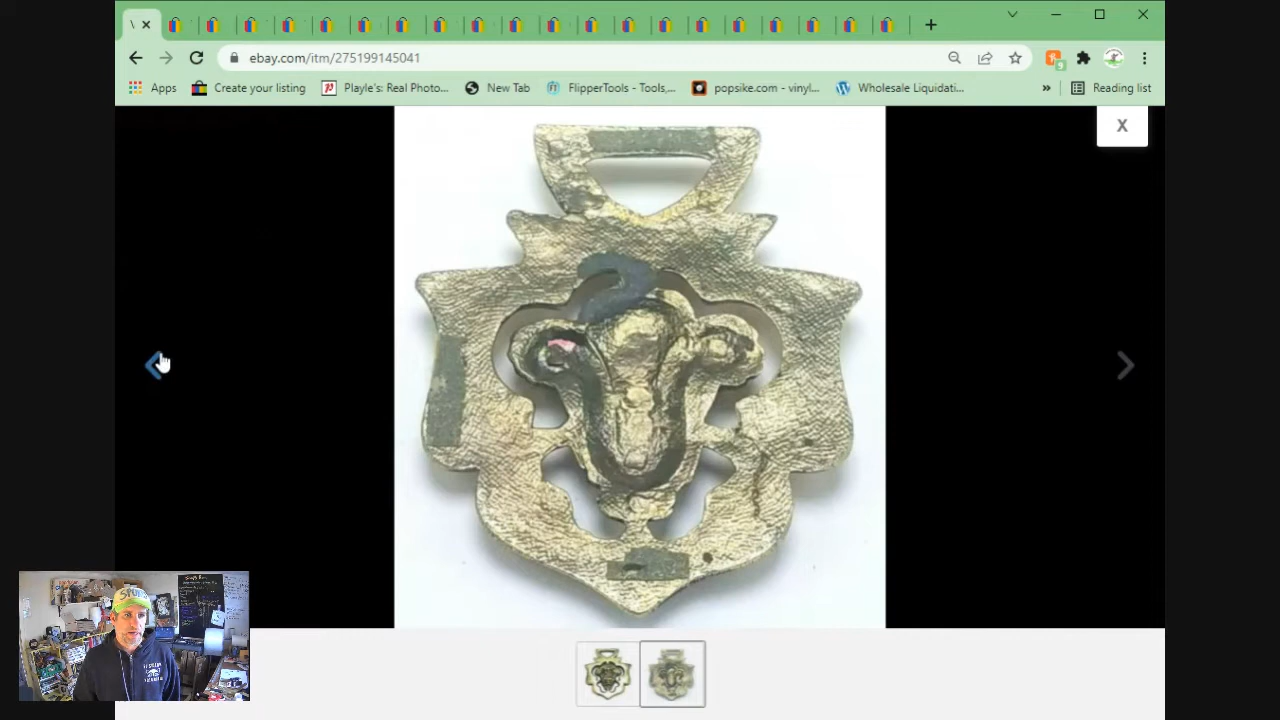 ebay.com/itm/275199145041
9
Apps
Create your listing
Playle's: Real Photo...
New Tab
FlipperTools - Tools,...
popsike.com - vinyl...
Wholesale Liquidati...
»
Reading list
X